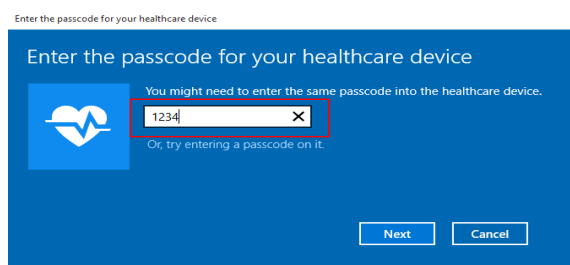 Enter the passcode for your healthcare device
Enter the passcode for your healthcare device
You might need to enter the same passcode into the healthcare device.
1234
Or, try entering a passcode on it.
Next
Cancel